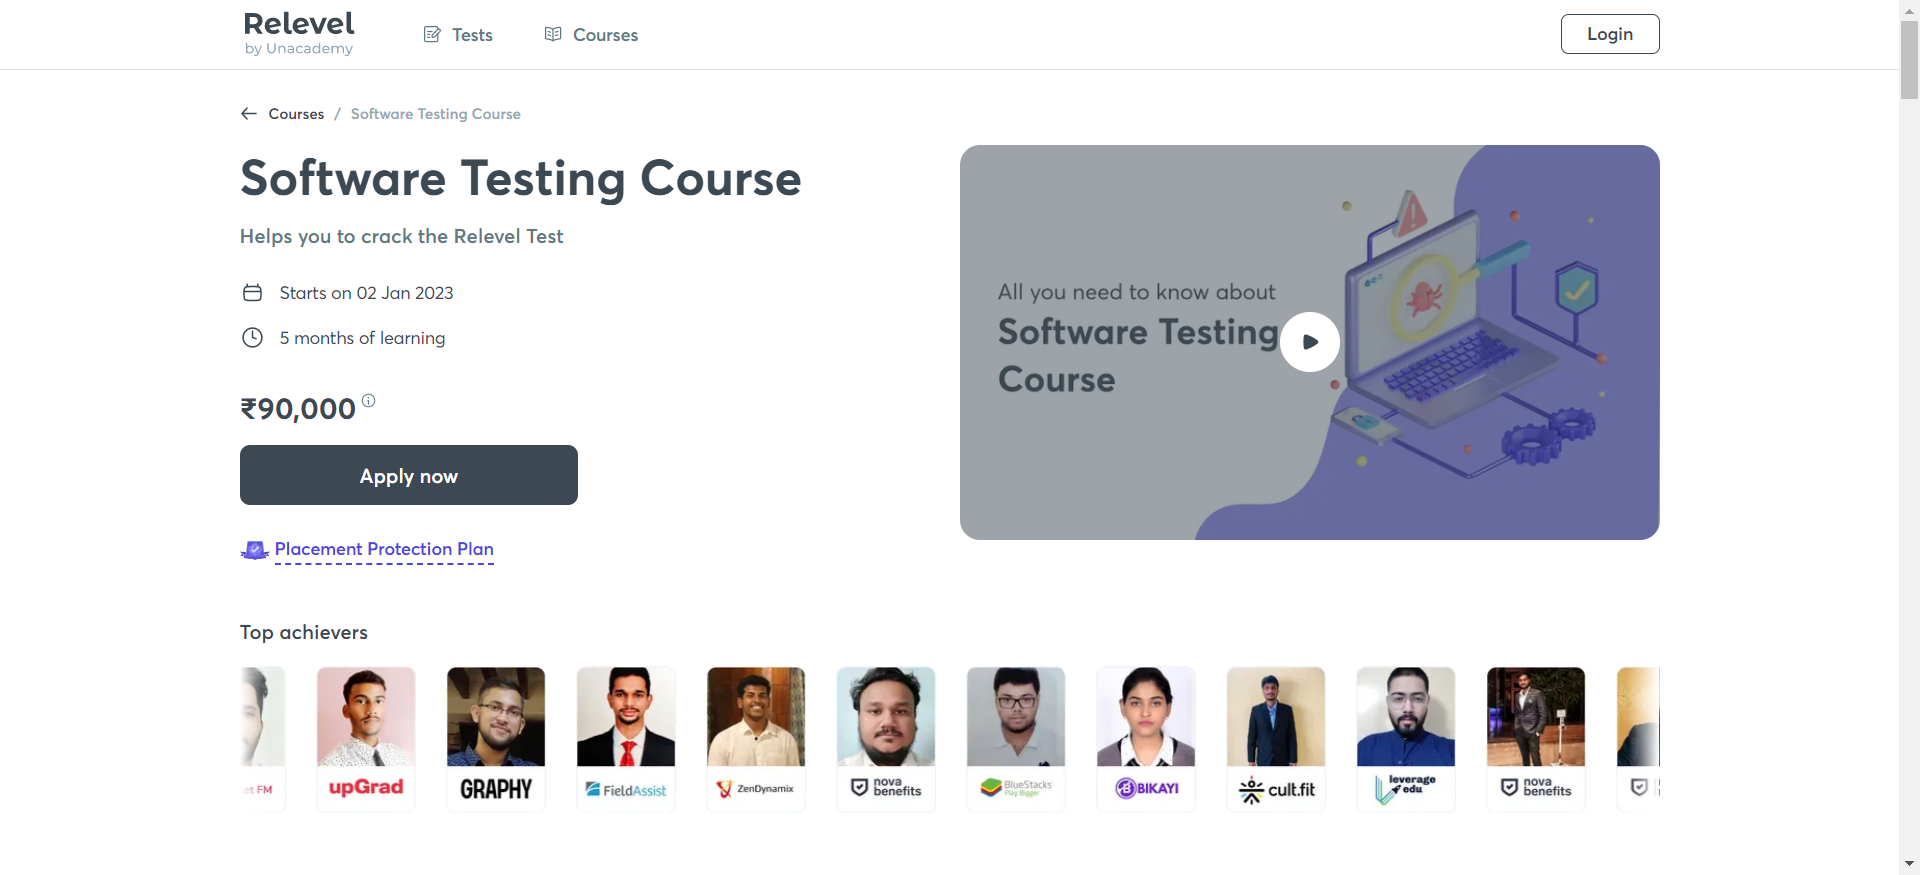 Relevel
by Unacademy
Tests
Courses
Login
Courses / Software Testing Course
Software Testing Course
Helps you to crack the Relevel Test
Starts on 02 Jan 2023
5 months of learning
₹90,000
Apply now
Placement Protection Plan
All you need to know about
Software Testing
Course
Top achievers
et FM
upGrad
GRAPHY
FieldAssist
ZenDynamix
nova
benefits
BlueStacks
Play Bigger
BIKAYI
cult.fit
leverage
edu
nova
benefits